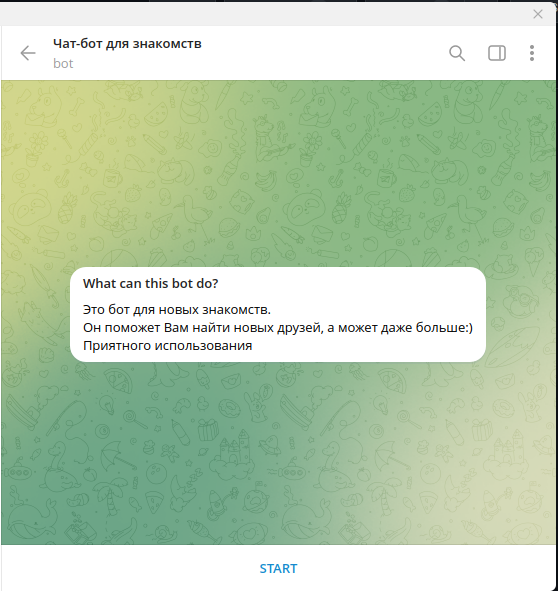 Чат-бот для знакомств
bot
What can this bot do?
Это бот для новых знакомств.
Он поможет Вам найти новых друзей, а может даже больше:)
Приятного использования
START